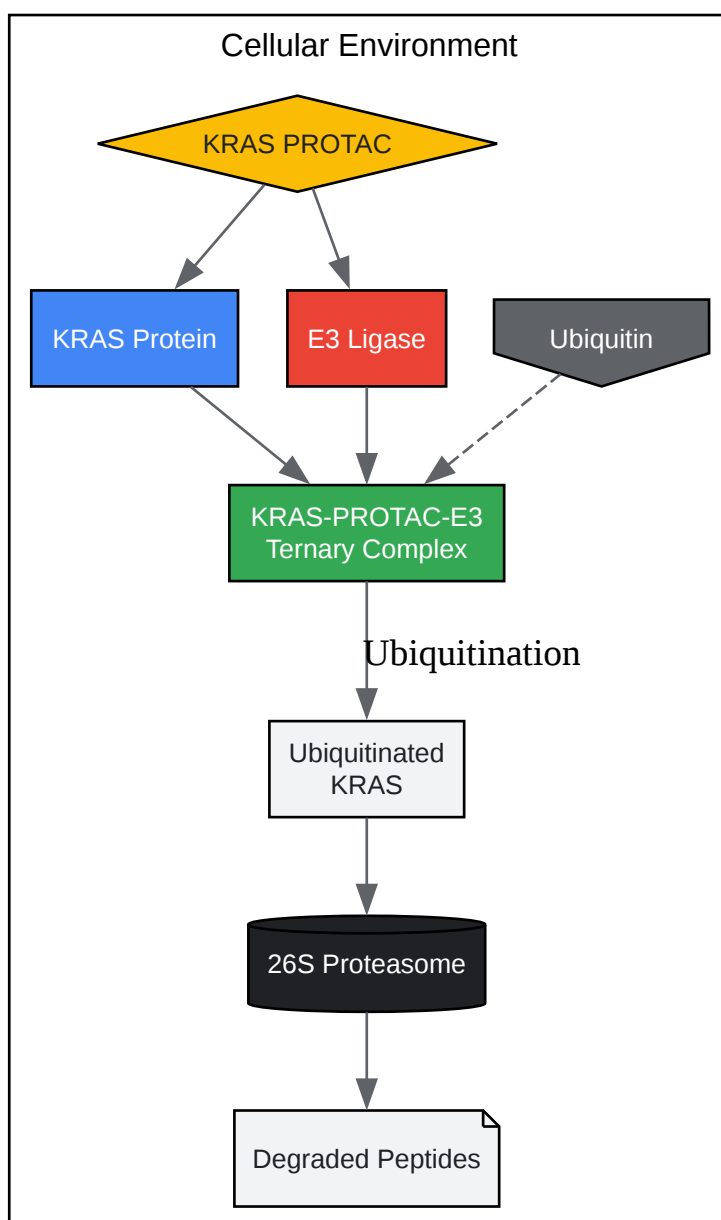 Cellular Environment
KRAS PROTAC
KRAS Protein
E3 Ligase
Ubiquitin
KRAS-PROTAC-E3
Ternary Complex
Ubiquitination
Ubiquitinated
KRAS
26S Proteasome
Degraded Peptides